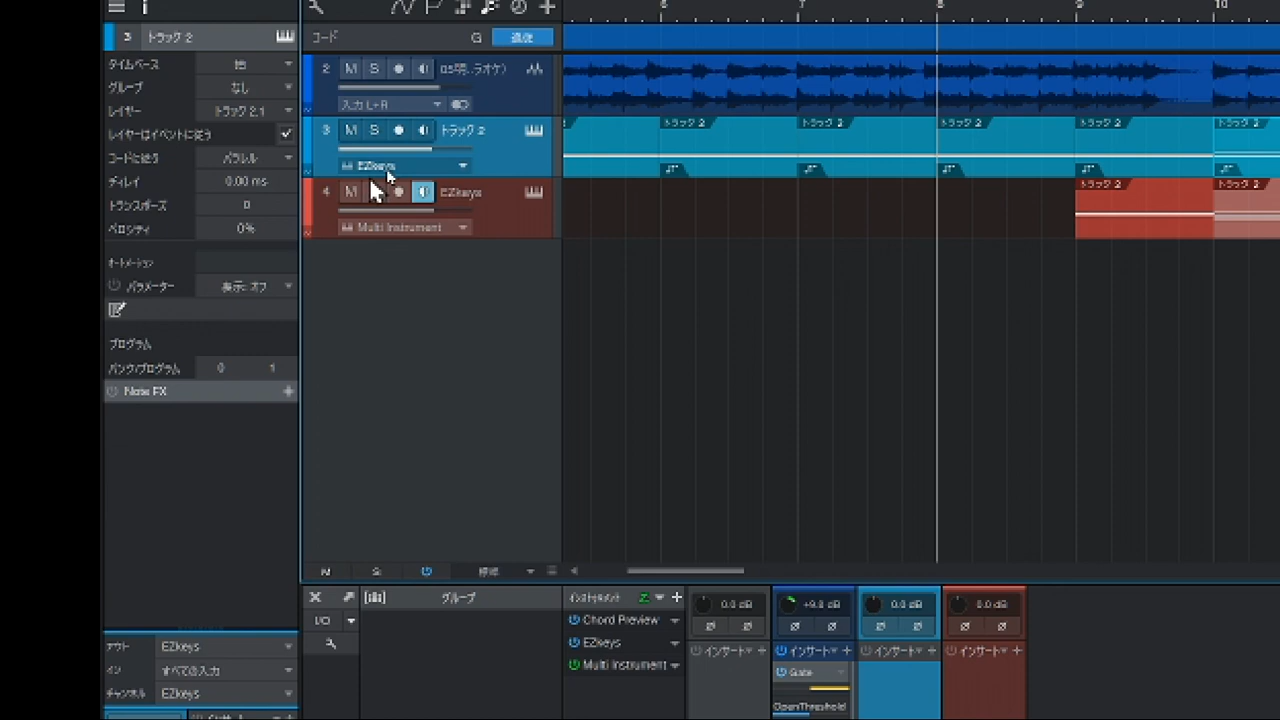 6 7 8 9 10
3 トラック 2
コード
タイムベース 拍
グループ なし
レイヤー トラック 2.1
レイヤーはイベントに従う
コードに従う パラレル
ディレイ 0.00 ms
トランスポーズ 0
ベロシティ 0%
オートメーション
パラメーター 表示: オフ
プログラム
バンク/プログラム 0 1
Note FX
2 M S
入力 L+R
3 M S トラック 2
EZkeys
4 M EZkeys
Multi Instrument
トラック 2 トラック 2 トラック 2 トラック 2 トラック 2
トラック 2 トラック 2
M S 標準
アウト EZkeys
イン すべての入力
チャンネル EZkeys
I/O
グループ
インストゥルメント
Chord Preview
EZkeys
Multi Instrument
0.0 dB +9.8 dB 0.0 dB 0.0 dB
インサート インサート インサート インサート
Gate
OpenThreshold